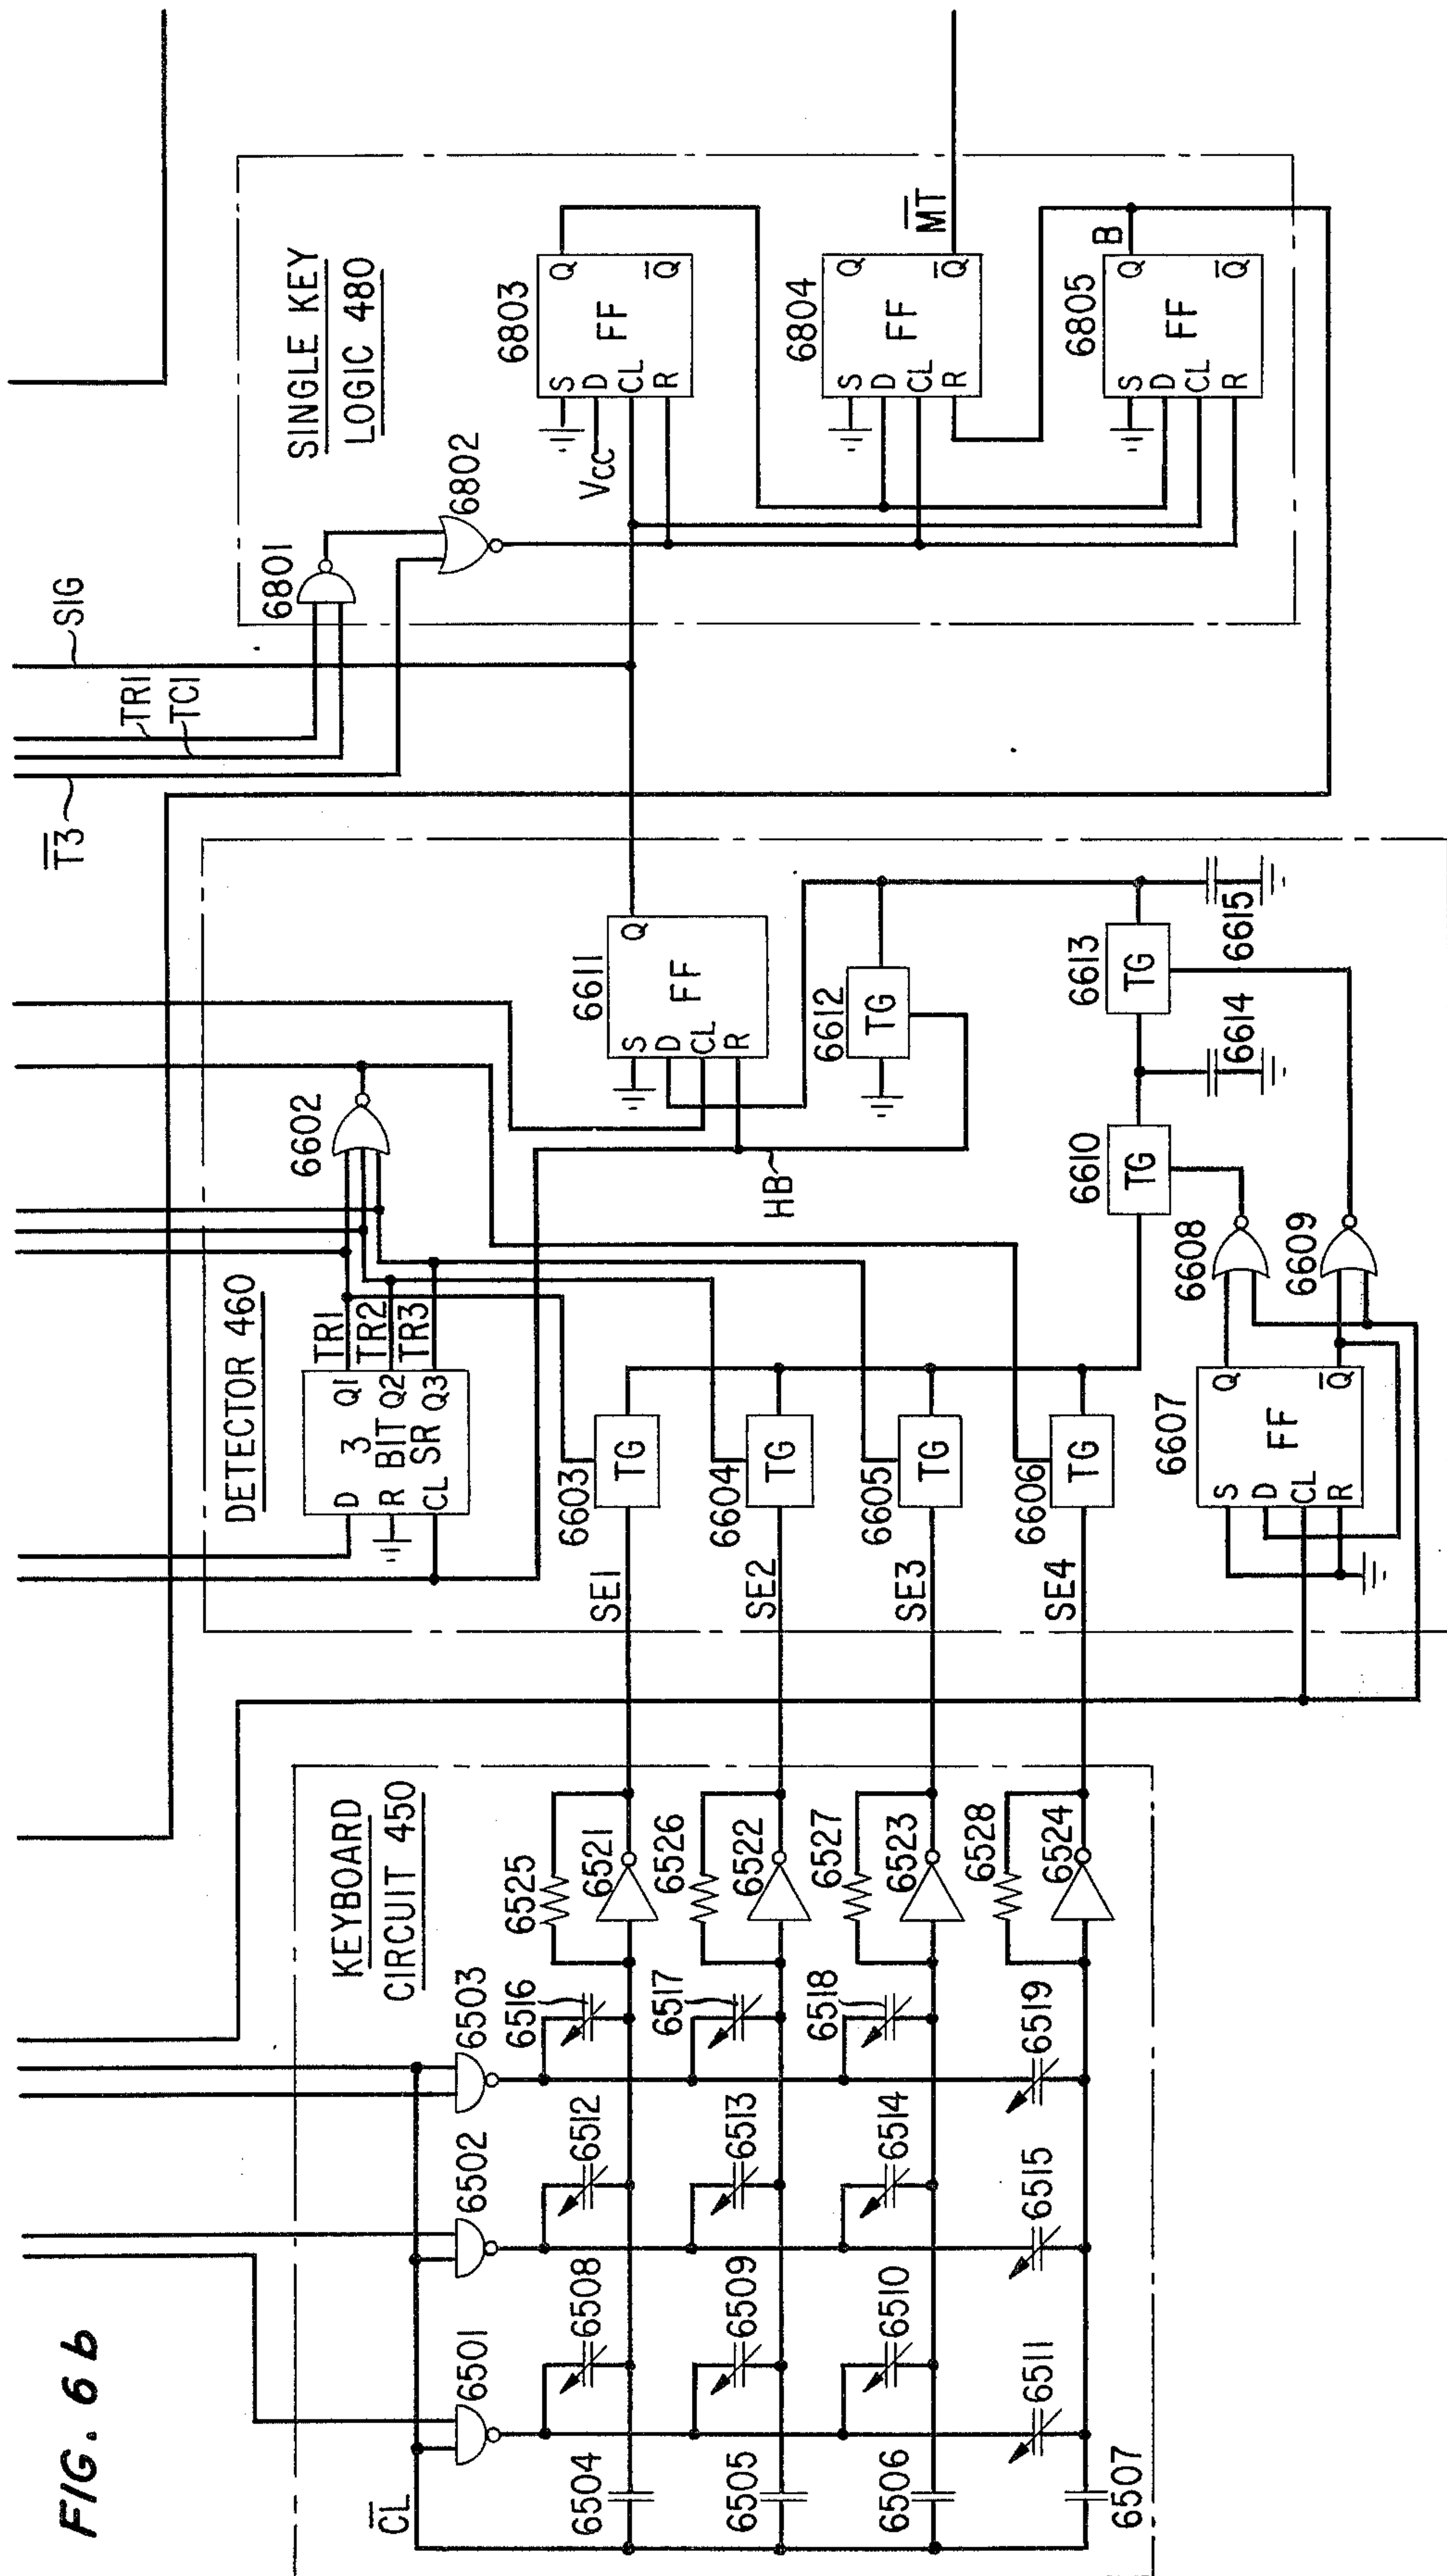 FIG. 6b
KEYBOARD
CIRCUIT 450
C̅L̅
6501
6502
6503
6504
6505
6506
6507
6508
6509
6510
6511
6512
6513
6514
6515
6516
6517
6518
6519
6525
6521
6526
6522
6527
6523
6528
6524
DETECTOR 460
3
BIT
SR
D
R
CL
Q1
Q2
Q3
TR1
TR2
TR3
6602
SE1
SE2
SE3
SE4
6603
TG
6604
TG
6605
TG
6606
TG
6607
FF
S
D
CL
R
Q
Q̅
6608
6609
6610
TG
6611
FF
S
D
CL
R
Q
HB
6612
TG
6613
TG
6614
6615
T̅3̅
TR1
TC1
SIG
SINGLE KEY
LOGIC 480
6801
6802
6803
FF
S
D
CL
R
Q
Q̅
Vcc
6804
FF
S
D
CL
R
Q
Q̅
M̅T̅
6805
FF
S
D
CL
R
Q
Q̅
B